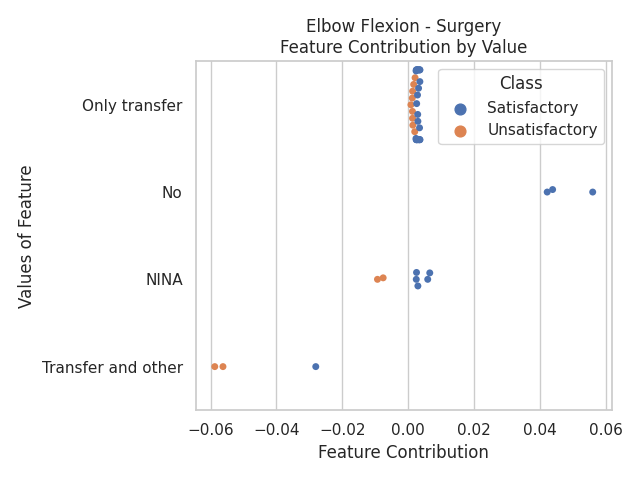 Elbow Flexion - Surgery
Feature Contribution by Value
Class
Satisfactory
Unsatisfactory
Values of Feature
Only transfer
No
NINA
Transfer and other
−0.06 −0.04 −0.02 0.00 0.02 0.04 0.06
Feature Contribution